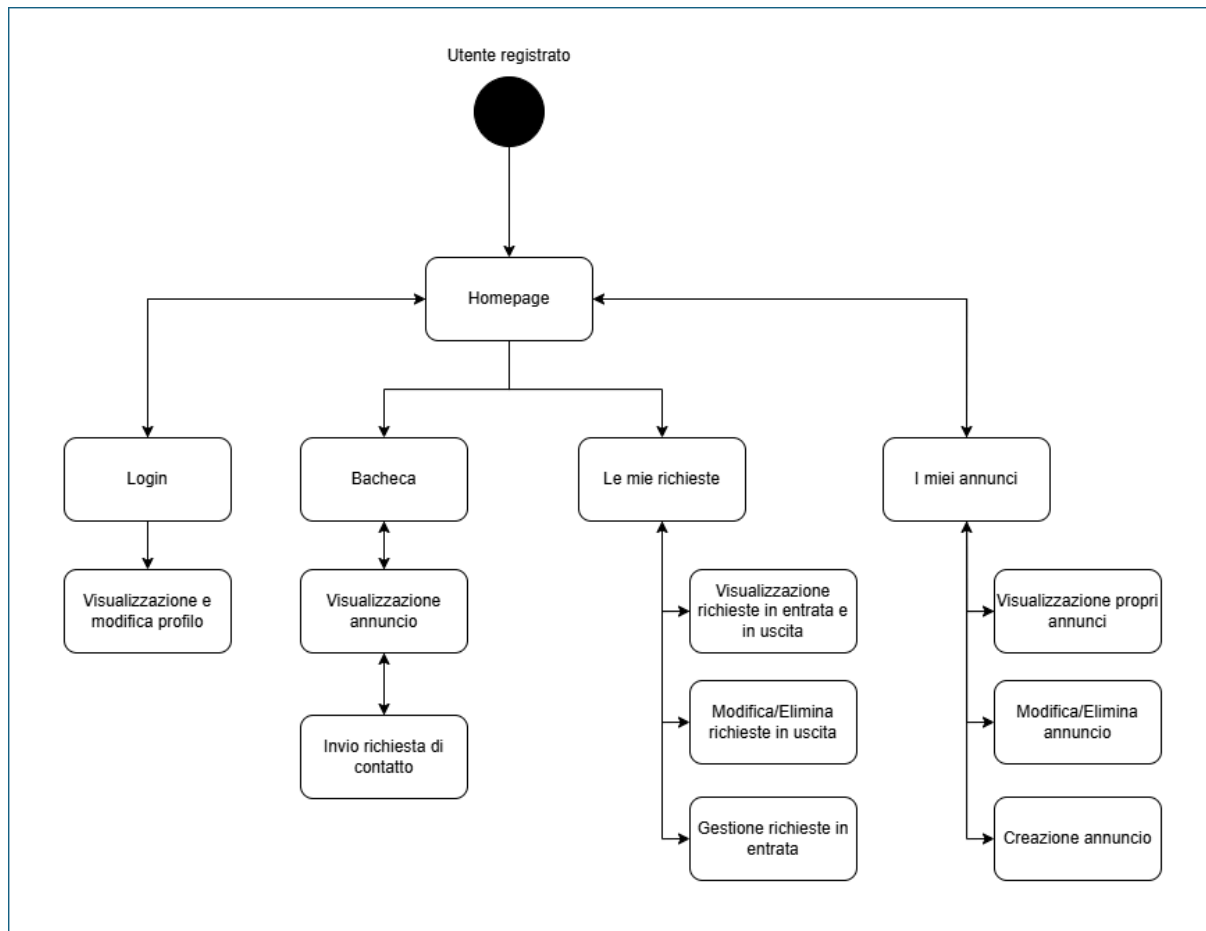 Utente registrato
Homepage
Login
Bacheca
Le mie richieste
I miei annunci
Visualizzazione e
modifica profilo
Visualizzazione
annuncio
Visualizzazione
richieste in entrata e
in uscita
Visualizzazione propri
annunci
Invio richiesta di
contatto
Modifica/Elimina
richieste in uscita
Modifica/Elimina
annuncio
Gestione richieste in
entrata
Creazione annuncio